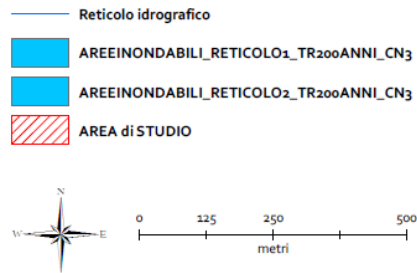 Reticolo idrografico
AREEINONDABILI_RETICOLO1_TR200ANNI_CN3
AREEINONDABILI_RETICOLO2_TR200ANNI_CN3
AREA di STUDIO
N
W E
S
0 125 250 500
metri